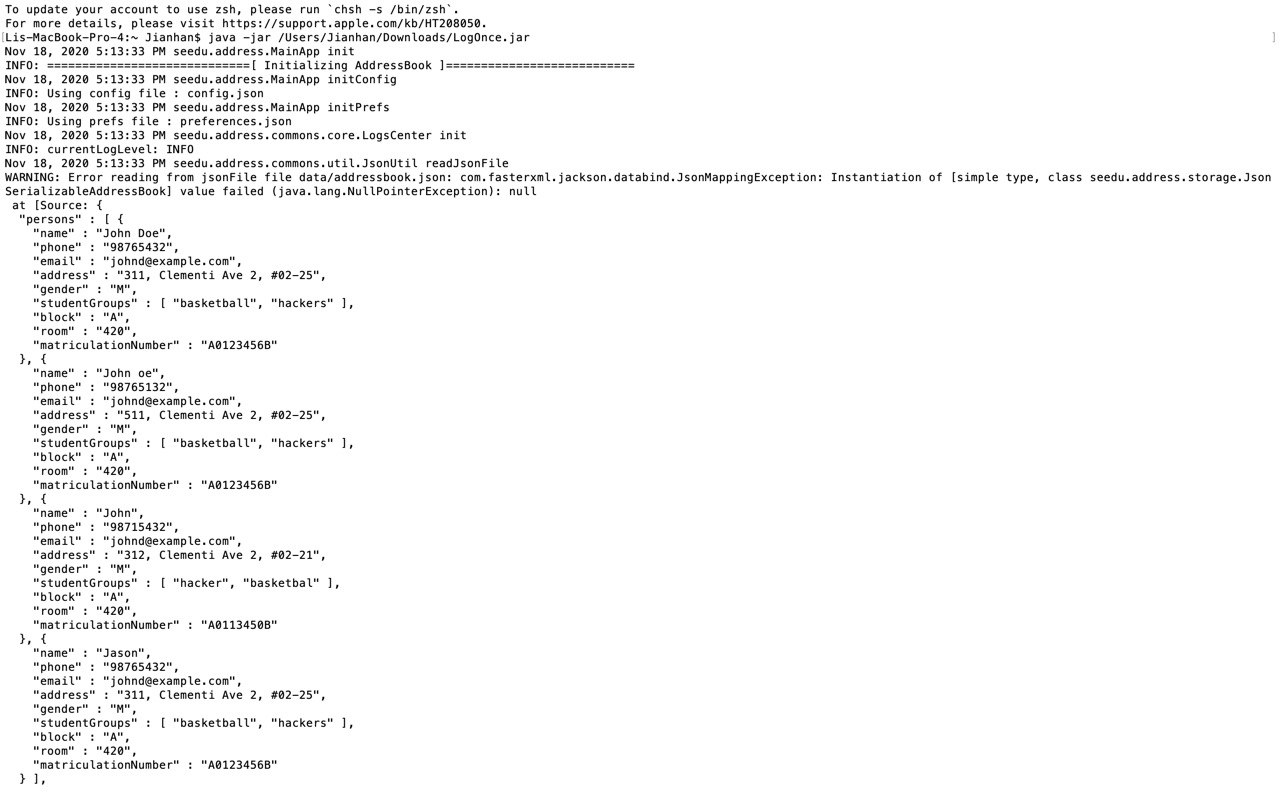 To update your account to use zsh, please run `chsh -s /bin/zsh`.
For more details, please visit https://support.apple.com/kb/HT208050.
[Lis-MacBook-Pro-4:~ Jianhan$ java -jar /Users/Jianhan/Downloads/LogOnce.jar ]
Nov 18, 2020 5:13:33 PM seedu.address.MainApp init
INFO: =============================[ Initializing AddressBook ]===========================
Nov 18, 2020 5:13:33 PM seedu.address.MainApp initConfig
INFO: Using config file : config.json
Nov 18, 2020 5:13:33 PM seedu.address.MainApp initPrefs
INFO: Using prefs file : preferences.json
Nov 18, 2020 5:13:33 PM seedu.address.commons.core.LogsCenter init
INFO: currentLogLevel: INFO
Nov 18, 2020 5:13:33 PM seedu.address.commons.util.JsonUtil readJsonFile
WARNING: Error reading from jsonFile file data/addressbook.json: com.fasterxml.jackson.databind.JsonMappingException: Instantiation of [simple type, class seedu.address.storage.Json
SerializableAddressBook] value failed (java.lang.NullPointerException): null
 at [Source: {
  "persons" : [ {
    "name" : "John Doe",
    "phone" : "98765432",
    "email" : "johnd@example.com",
    "address" : "311, Clementi Ave 2, #02-25",
    "gender" : "M",
    "studentGroups" : [ "basketball", "hackers" ],
    "block" : "A",
    "room" : "420",
    "matriculationNumber" : "A0123456B"
  }, {
    "name" : "John oe",
    "phone" : "98765132",
    "email" : "johnd@example.com",
    "address" : "511, Clementi Ave 2, #02-25",
    "gender" : "M",
    "studentGroups" : [ "basketball", "hackers" ],
    "block" : "A",
    "room" : "420",
    "matriculationNumber" : "A0123456B"
  }, {
    "name" : "John",
    "phone" : "98715432",
    "email" : "johnd@example.com",
    "address" : "312, Clementi Ave 2, #02-21",
    "gender" : "M",
    "studentGroups" : [ "hacker", "basketbal" ],
    "block" : "A",
    "room" : "420",
    "matriculationNumber" : "A0113450B"
  }, {
    "name" : "Jason",
    "phone" : "98765432",
    "email" : "johnd@example.com",
    "address" : "311, Clementi Ave 2, #02-25",
    "gender" : "M",
    "studentGroups" : [ "basketball", "hackers" ],
    "block" : "A",
    "room" : "420",
    "matriculationNumber" : "A0123456B"
  } ],